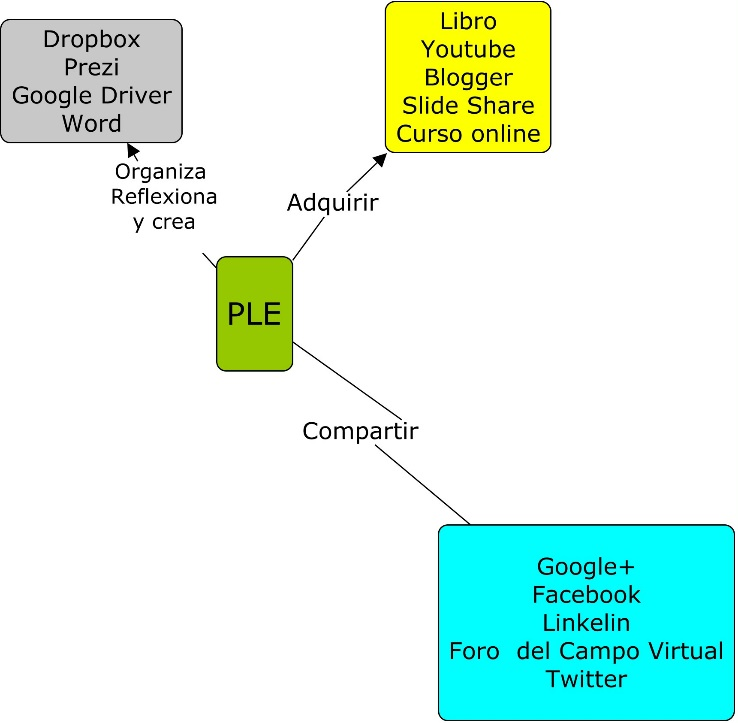 Dropbox
Prezi
Google Driver
Word
Libro
Youtube
Blogger
Slide Share
Curso online
Organiza
Reflexiona
y crea
Adquirir
PLE
Compartir
Google+
Facebook
Linkelin
Foro  del Campo Virtual
Twitter